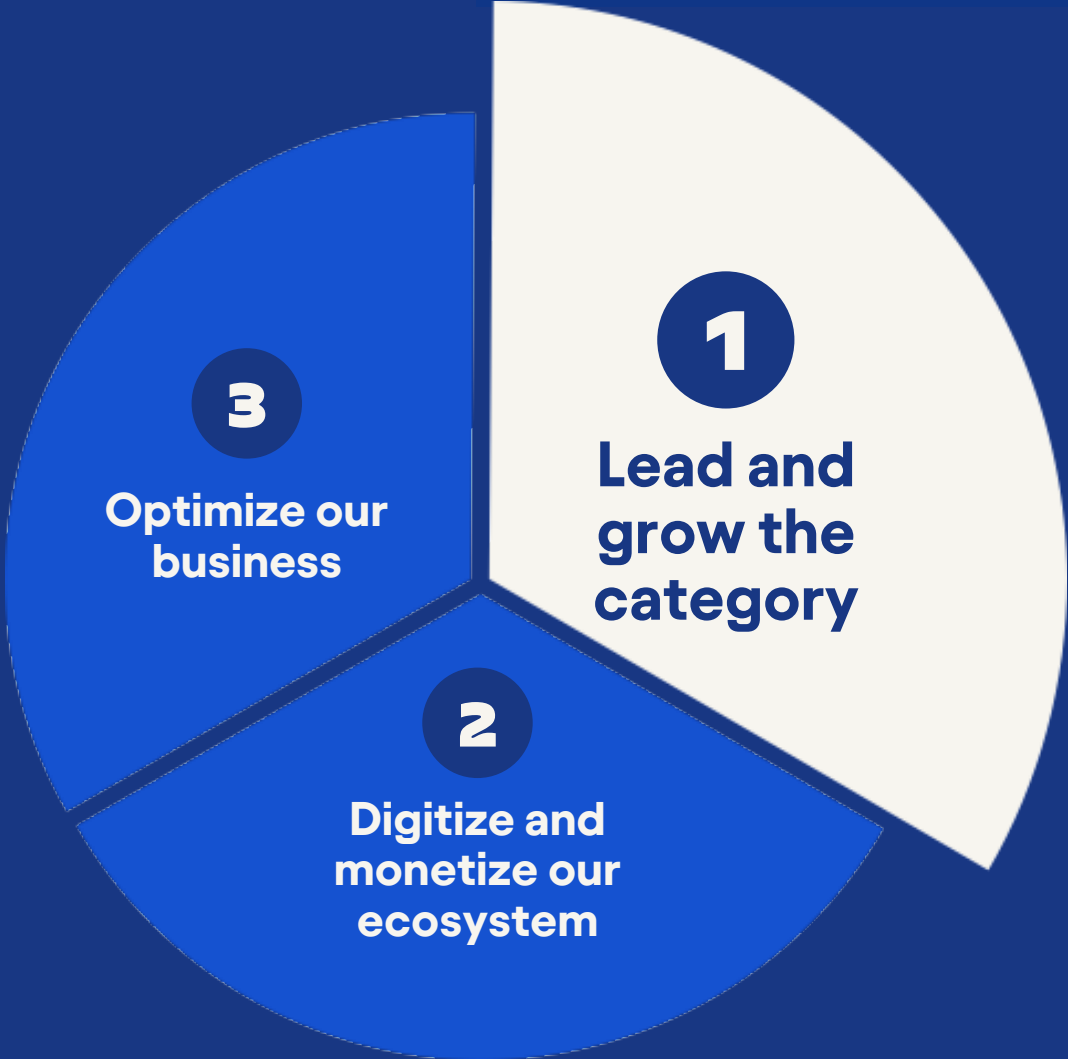 1
Lead and
grow the
category
2
Digitize and
monetize our
ecosystem
3
Optimize our
business